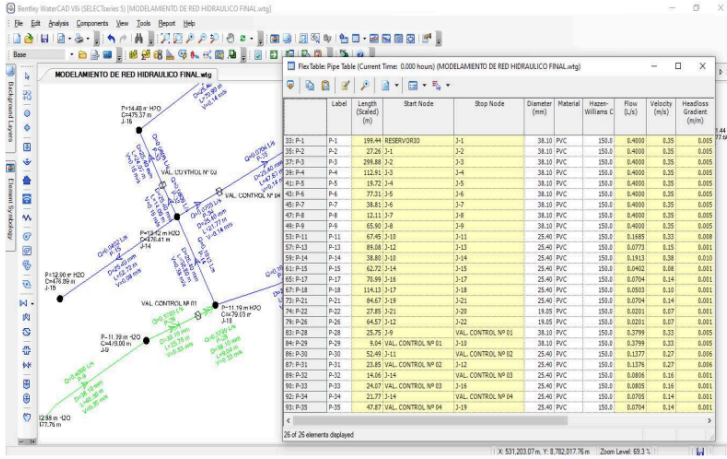 Bentley WaterCAD V8i (SELECTseries 5) [MODELAMIENTO DE RED HIDRAULICO FINAL.wtg]
File Edit Analysis Components View Tools Report Help
Base
MODELAMIENTO DE RED HIDRAULICO FINAL.wtg
Background Layers
Element Symbology
P=14.40 m H2O
J-16
VAL. CONTROL Nº 03
VAL. CONTROL Nº 04
J-14
J-19
VAL. CONTROL Nº 01
P=11.19 m H2O
J-10
J-9
FlexTable: Pipe Table (Current Time: 0.000 hours) (MODELAMIENTO DE RED HIDRAULICO FINAL.wtg)
Label Length (Scaled) (m) Start Node Stop Node Diameter (mm) Material Hazen-Williams C Flow (L/s) Velocity (m/s) Headloss Gradient (m/m)
33: P-1 P-1 199.44 RESERVORIO J-1 38.10 PVC 150.0 0.4000 0.35 0.005
35: P-2 P-2 27.26 J-1 J-2 38.10 PVC 150.0 0.4000 0.35 0.005
37: P-3 P-3 299.88 J-2 J-3 38.10 PVC 150.0 0.4000 0.35 0.005
39: P-4 P-4 112.91 J-3 J-4 38.10 PVC 150.0 0.4000 0.35 0.005
41: P-5 P-5 19.72 J-4 J-5 38.10 PVC 150.0 0.4000 0.35 0.005
43: P-6 P-6 77.31 J-5 J-6 38.10 PVC 150.0 0.4000 0.35 0.005
45: P-7 P-7 38.81 J-6 J-7 38.10 PVC 150.0 0.4000 0.35 0.005
47: P-8 P-8 12.11 J-7 J-8 38.10 PVC 150.0 0.4000 0.35 0.005
49: P-9 P-9 65.90 J-8 J-9 38.10 PVC 150.0 0.4000 0.35 0.005
53: P-11 P-11 67.45 J-10 J-11 25.40 PVC 150.0 0.1685 0.33 0.008
57: P-13 P-13 89.08 J-12 J-13 25.40 PVC 150.0 0.0773 0.15 0.001
59: P-14 P-14 38.80 J-10 J-14 25.40 PVC 150.0 0.1913 0.38 0.010
61: P-15 P-15 62.72 J-14 J-15 25.40 PVC 150.0 0.0402 0.08 0.001
65: P-17 P-17 70.99 J-16 J-17 25.40 PVC 150.0 0.0704 0.14 0.001
67: P-18 P-18 114.13 J-17 J-18 25.40 PVC 150.0 0.0503 0.10 0.001
73: P-21 P-21 84.67 J-19 J-21 25.40 PVC 150.0 0.0704 0.14 0.001
74: P-22 P-22 27.85 J-21 J-20 19.05 PVC 150.0 0.0201 0.07 0.001
79: P-26 P-26 64.57 J-12 J-22 19.05 PVC 150.0 0.0201 0.07 0.001
83: P-28 P-28 25.75 J-9 VAL. CONTROL Nº 01 38.10 PVC 150.0 0.3799 0.33 0.005
84: P-29 P-29 9.04 VAL. CONTROL Nº 01 J-10 38.10 PVC 150.0 0.3799 0.33 0.005
86: P-30 P-30 52.49 J-11 VAL. CONTROL Nº 02 25.40 PVC 150.0 0.1377 0.27 0.006
87: P-31 P-31 23.85 VAL. CONTROL Nº 02 J-12 25.40 PVC 150.0 0.1376 0.27 0.006
89: P-32 P-32 14.06 J-14 VAL. CONTROL Nº 03 25.40 PVC 150.0 0.0806 0.16 0.001
90: P-33 P-33 24.07 VAL. CONTROL Nº 03 J-16 25.40 PVC 150.0 0.0805 0.16 0.001
92: P-34 P-34 21.77 J-14 VAL. CONTROL Nº 04 25.40 PVC 150.0 0.0705 0.14 0.001
93: P-35 P-35 47.87 VAL. CONTROL Nº 04 J-19 25.40 PVC 150.0 0.0704 0.14 0.001
26 of 26 elements displayed
X: 531,203.07 m, Y: 8,782,017.76 m Zoom Level: 69.3 %